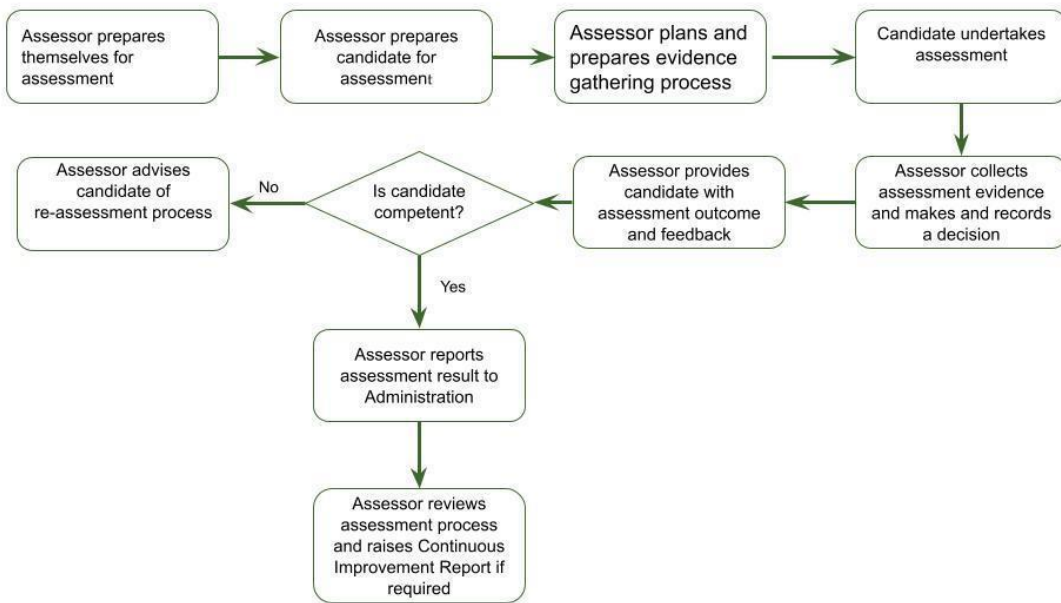 Assessor prepares
themselves for
assessment
Assessor prepares
candidate for
assessment
Assessor plans and
prepares evidence
gathering process
Candidate undertakes
assessment
Assessor collects
assessment evidence
and makes and records
a decision
Assessor provides
candidate with
assessment outcome
and feedback
Is candidate
competent?
No
Assessor advises
candidate of
re-assessment process
Yes
Assessor reports
assessment result to
Administration
Assessor reviews
assessment process
and raises Continuous
Improvement Report if
required